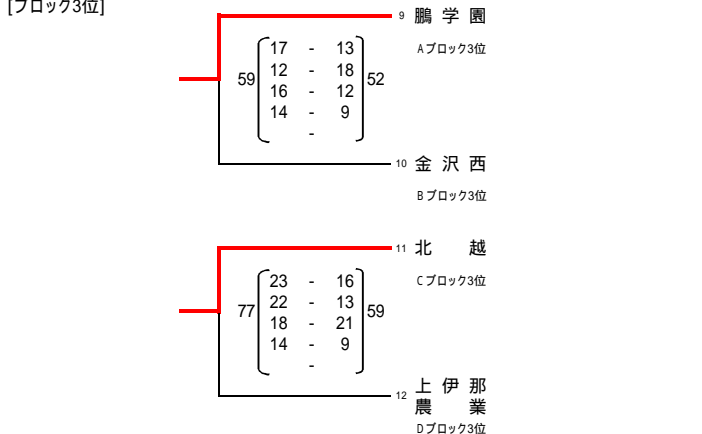 [ブロック3位]
9 鵬学園
Aブロック3位
17 - 13
12 - 18
59 16 - 12 52
14 - 9
-
10 金沢西
Bブロック3位
11 北越
Cブロック3位
23 - 16
22 - 13
77 18 - 21 59
14 - 9
-
12 上伊那
農業
Dブロック3位